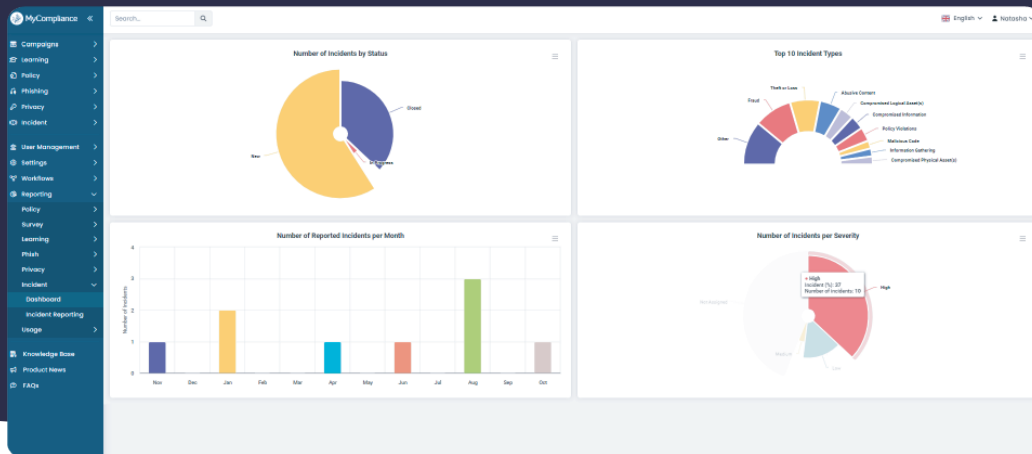 MyCompliance «
Search...
English
Natasha
Campaigns
Learning
Policy
Phishing
Privacy
Incident
User Management
Settings
Workflows
Reporting
Policy
Survey
Learning
Phish
Privacy
Incident
Dashboard
Incident Reporting
Usage
Knowledge Base
Product News
FAQs
Number of Incidents by Status
Closed
In Progress
New
Top 10 Incident Types
Theft or Loss
Abusive Content
Fraud
Compromised Logical Asset(s)
Compromised Information
Policy Violations
Other
Malicious Code
Information Gathering
Compromised Physical Asset(s)
Number of Reported Incidents per Month
Number of Incidents
4
3
2
1
0
Nov Dec Jan Feb Mar Apr May Jun Jul Aug Sep Oct
Number of Incidents per Severity
• High
Incident (%): 37
Number of Incidents: 10
High
Not Assigned
Medium
Low